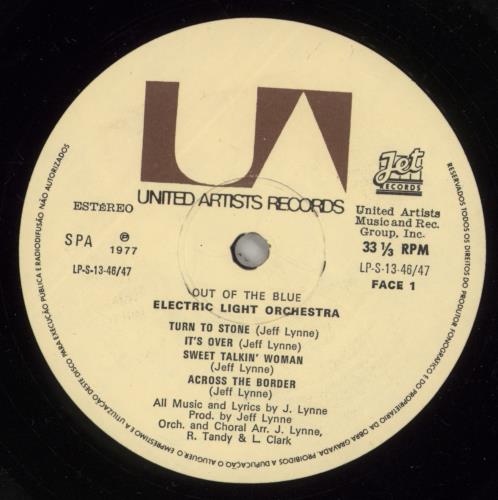 UA
UNITED ARTISTS RECORDS
Jet
RECORDS
ESTÉREO
SPA ℗
1977
LP-S-13-46/47
United Artists
Music and Rec.
Group, Inc.
33 ⅓ RPM
LP-S-13-46/47
FACE 1
OUT OF THE BLUE
ELECTRIC LIGHT ORCHESTRA
TURN TO STONE (Jeff Lynne)
IT'S OVER (Jeff Lynne)
SWEET TALKIN' WOMAN
(Jeff Lynne)
ACROSS THE BORDER
(Jeff Lynne)
All Music and Lyrics by J. Lynne
Prod. by Jeff Lynne
Orch. and Choral Arr. J. Lynne,
R. Tandy & L. Clark
RESERVADOS TODOS OS DIREITOS DO PRODUTOR FONOGRÁFICO E DO PROPRIETÁRIO DA OBRA GRAVADA. PROIBIDOS A DUPLICAÇÃO O ALUGUER O EMPRÉSTIMO E A UTILIZAÇÃO DESTE DISCO PARA EXECUÇÃO PÚBLICA E RADIODIFUSÃO NÃO AUTORIZADOS